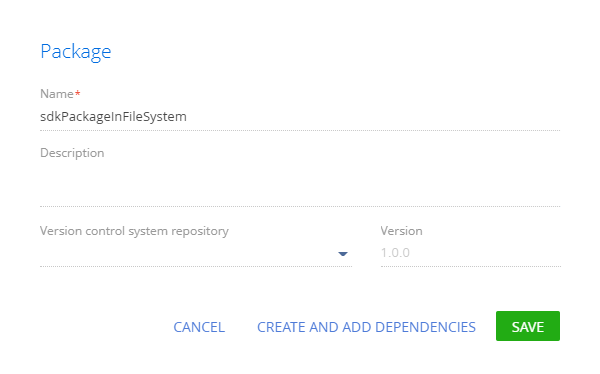 Package
Name*
sdkPackageInFileSystem
Description
Version control system repository Version
1.0.0
CANCEL CREATE AND ADD DEPENDENCIES SAVE